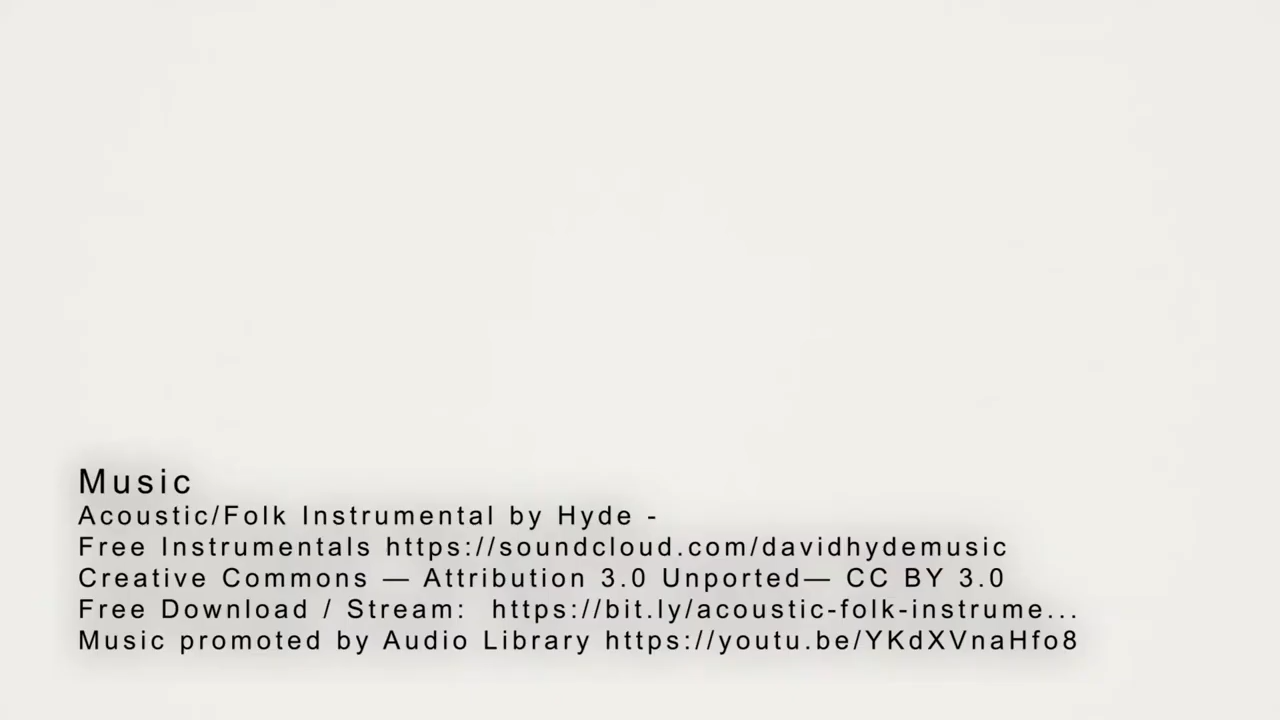 Music
Acoustic/Folk Instrumental by Hyde -
Free Instrumentals https://soundcloud.com/davidhydemusic
Creative Commons — Attribution 3.0 Unported— CC BY 3.0
Free Download / Stream:  https://bit.ly/acoustic-folk-instrume...
Music promoted by Audio Library https://youtu.be/YKdXVnaHfo8